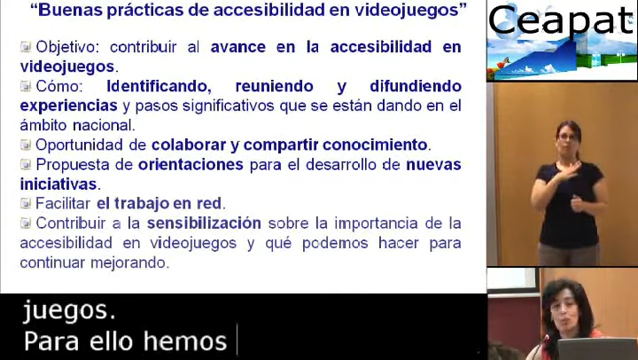 “Buenas prácticas de accesibilidad en videojuegos”
Objetivo: contribuir al avance en la accesibilidad en
videojuegos.
Cómo: Identificando, reuniendo y difundiendo
experiencias y pasos significativos que se están dando en el
ámbito nacional.
Oportunidad de colaborar y compartir conocimiento.
Propuesta de orientaciones para el desarrollo de nuevas
iniciativas.
Facilitar el trabajo en red.
Contribuir a la sensibilización sobre la importancia de la
accesibilidad en videojuegos y qué podemos hacer para
continuar mejorando.
Ceapat
juegos.
Para ello hemos